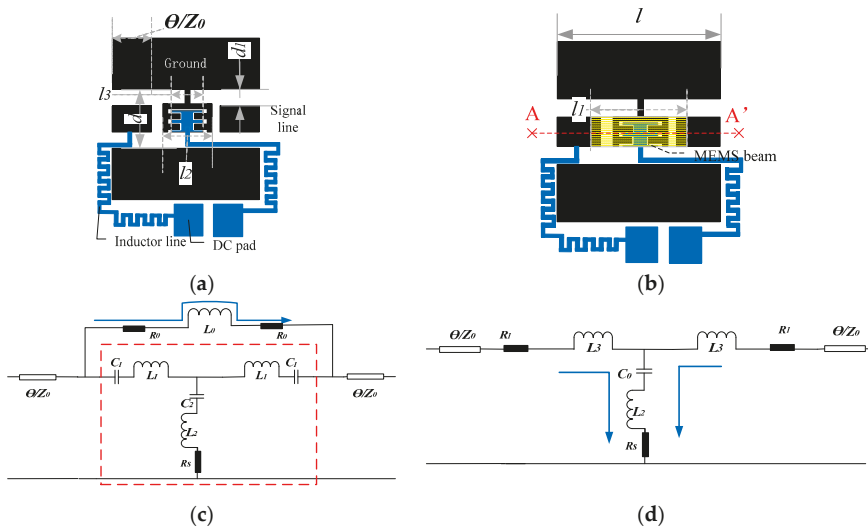 Θ/Z0
Ground
d1
l3
d
Signal
line
l2
Inductor line
DC pad
(a)
l
l1
A
A'
MEMS beam
(b)
R0
L0
R0
C1
L1
L1
C1
Θ/Z0
Θ/Z0
C2
L2
Rs
(c)
Θ/Z0
R1
L3
L3
R1
Θ/Z0
C0
L2
Rs
(d)